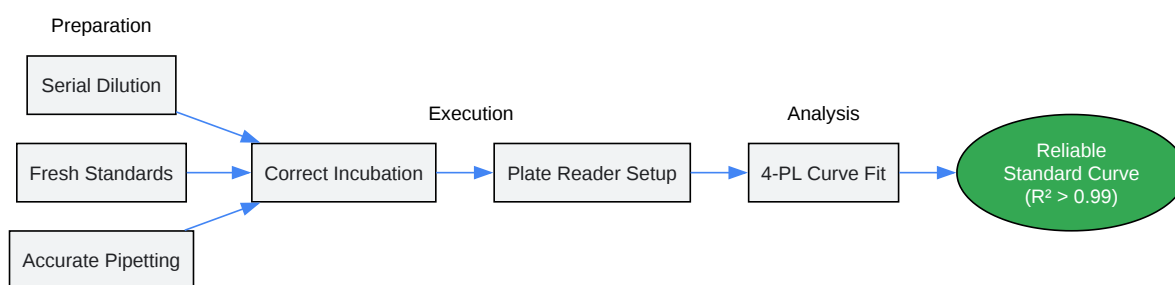 Preparation
Serial Dilution
Fresh Standards
Accurate Pipetting
Execution
Correct Incubation
Plate Reader Setup
Analysis
4-PL Curve Fit
Reliable
Standard Curve
(R² > 0.99)